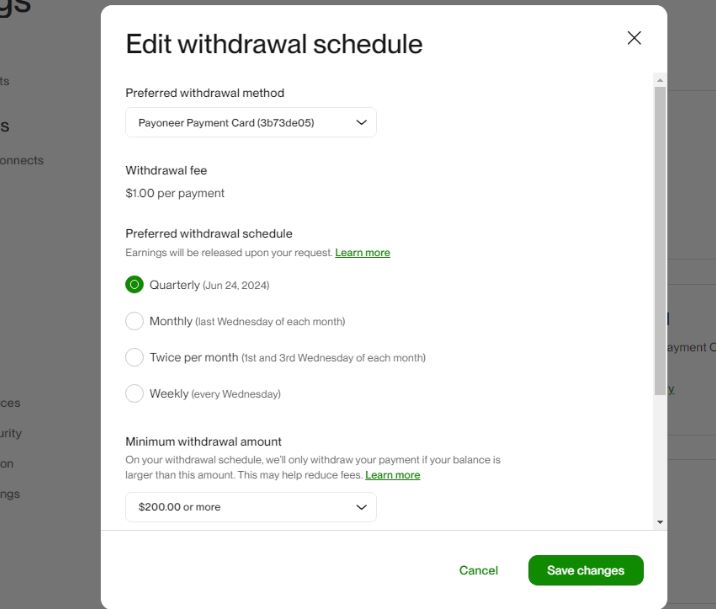 gs
Edit withdrawal schedule
ts
Preferred withdrawal method
s
Payoneer Payment Card (3b73de05)
onnects
Withdrawal fee
$1.00 per payment
Preferred withdrawal schedule
Earnings will be released upon your request. Learn more
Quarterly (Jun 24, 2024)
Monthly (last Wednesday of each month)
ayment C
Twice per month (1st and 3rd Wednesday of each month)
y
Weekly (every Wednesday)
ces
urity
Minimum withdrawal amount
On your withdrawal schedule, we'll only withdraw your payment if your balance is
on
larger than this amount. This may help reduce fees. Learn more
ngs
$200.00 or more
Cancel
Save changes